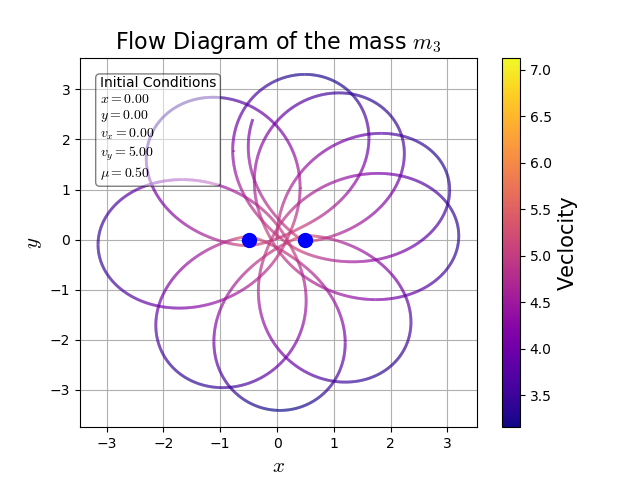 Flow Diagram of the mass m₃
Initial Conditions
x = 0.00
y = 0.00
vₓ = 0.00
v_y = 5.00
μ = 0.50
3
2
1
0
−1
−2
−3
y
−3 −2 −1 0 1 2 3
x
7.0
6.5
6.0
5.5
5.0
4.5
4.0
3.5
Veclocity